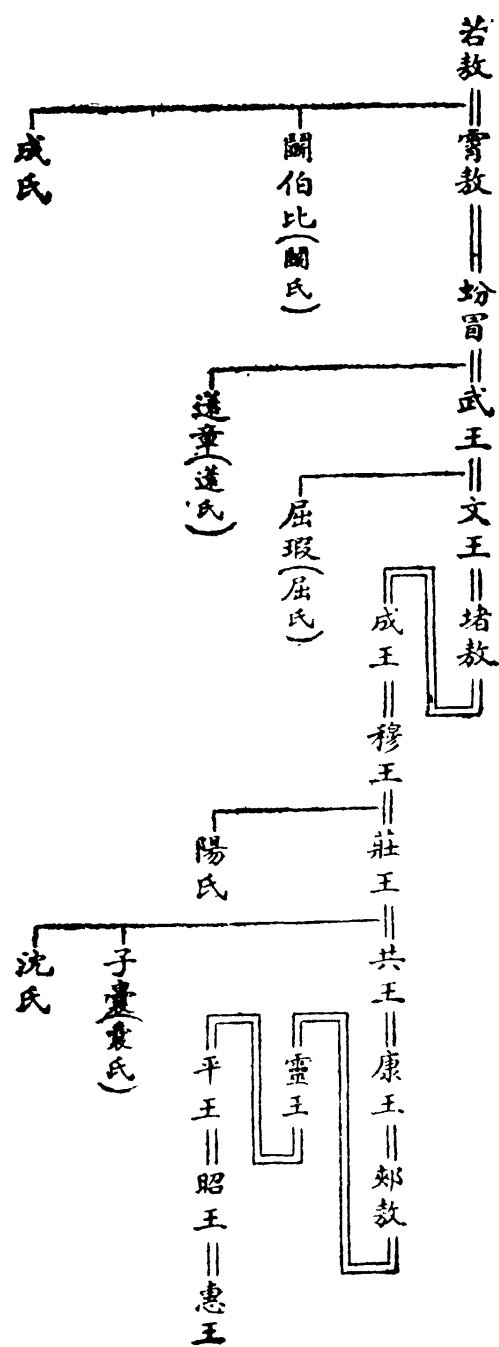 若敖
霄敖
蚡冒
武王
文王
堵敖
成王
穆王
莊王
共王
康王
郟敖
靈王
平王
昭王
惠王
鬭伯比(鬭氏)
成氏
薳章(薳氏)
屈瑕(屈氏)
陽氏
子囊(囊氏)
沈氏